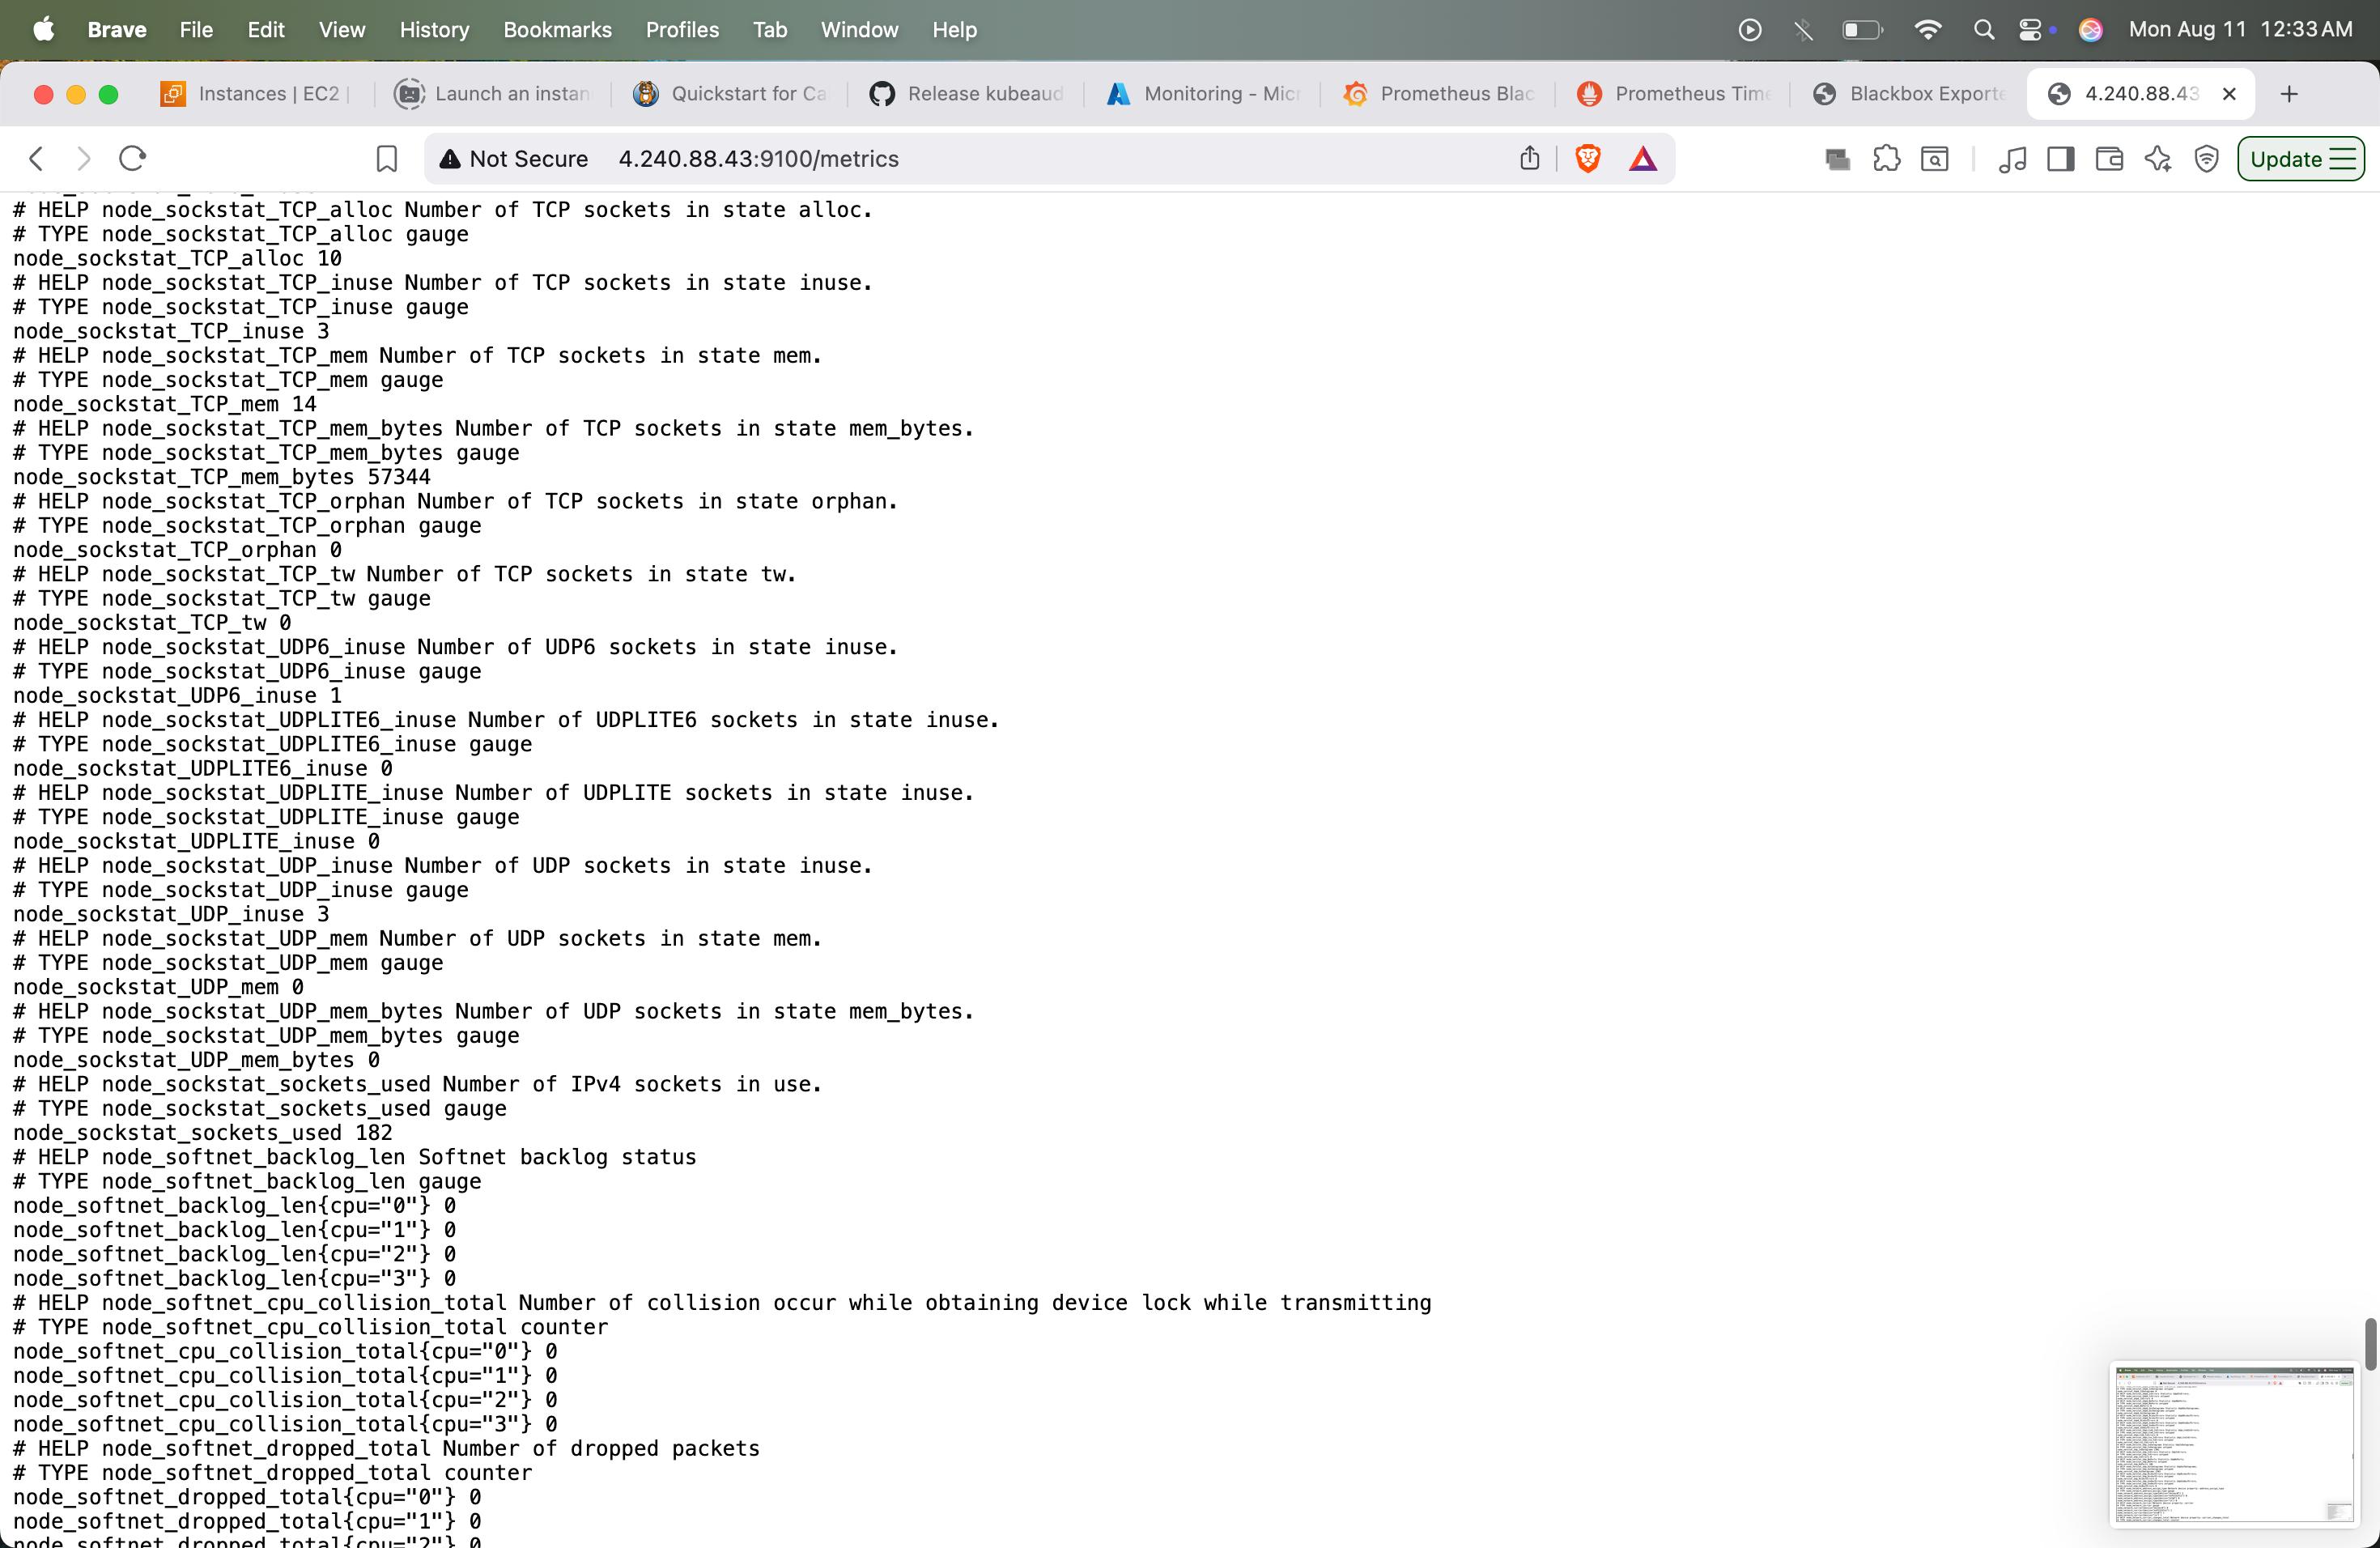 Brave File Edit View History Bookmarks Profiles Tab Window Help Mon Aug 11 12:33 AM
Instances | EC2 | Launch an instan Quickstart for Ca Release kubeaud Monitoring - Micr Prometheus Blac Prometheus Time Blackbox Exporte 4.240.88.43
Not Secure 4.240.88.43:9100/metrics Update
# HELP node_sockstat_TCP_alloc Number of TCP sockets in state alloc.
# TYPE node_sockstat_TCP_alloc gauge
node_sockstat_TCP_alloc 10
# HELP node_sockstat_TCP_inuse Number of TCP sockets in state inuse.
# TYPE node_sockstat_TCP_inuse gauge
node_sockstat_TCP_inuse 3
# HELP node_sockstat_TCP_mem Number of TCP sockets in state mem.
# TYPE node_sockstat_TCP_mem gauge
node_sockstat_TCP_mem 14
# HELP node_sockstat_TCP_mem_bytes Number of TCP sockets in state mem_bytes.
# TYPE node_sockstat_TCP_mem_bytes gauge
node_sockstat_TCP_mem_bytes 57344
# HELP node_sockstat_TCP_orphan Number of TCP sockets in state orphan.
# TYPE node_sockstat_TCP_orphan gauge
node_sockstat_TCP_orphan 0
# HELP node_sockstat_TCP_tw Number of TCP sockets in state tw.
# TYPE node_sockstat_TCP_tw gauge
node_sockstat_TCP_tw 0
# HELP node_sockstat_UDP6_inuse Number of UDP6 sockets in state inuse.
# TYPE node_sockstat_UDP6_inuse gauge
node_sockstat_UDP6_inuse 1
# HELP node_sockstat_UDPLITE6_inuse Number of UDPLITE6 sockets in state inuse.
# TYPE node_sockstat_UDPLITE6_inuse gauge
node_sockstat_UDPLITE6_inuse 0
# HELP node_sockstat_UDPLITE_inuse Number of UDPLITE sockets in state inuse.
# TYPE node_sockstat_UDPLITE_inuse gauge
node_sockstat_UDPLITE_inuse 0
# HELP node_sockstat_UDP_inuse Number of UDP sockets in state inuse.
# TYPE node_sockstat_UDP_inuse gauge
node_sockstat_UDP_inuse 3
# HELP node_sockstat_UDP_mem Number of UDP sockets in state mem.
# TYPE node_sockstat_UDP_mem gauge
node_sockstat_UDP_mem 0
# HELP node_sockstat_UDP_mem_bytes Number of UDP sockets in state mem_bytes.
# TYPE node_sockstat_UDP_mem_bytes gauge
node_sockstat_UDP_mem_bytes 0
# HELP node_sockstat_sockets_used Number of IPv4 sockets in use.
# TYPE node_sockstat_sockets_used gauge
node_sockstat_sockets_used 182
# HELP node_softnet_backlog_len Softnet backlog status
# TYPE node_softnet_backlog_len gauge
node_softnet_backlog_len{cpu="0"} 0
node_softnet_backlog_len{cpu="1"} 0
node_softnet_backlog_len{cpu="2"} 0
node_softnet_backlog_len{cpu="3"} 0
# HELP node_softnet_cpu_collision_total Number of collision occur while obtaining device lock while transmitting
# TYPE node_softnet_cpu_collision_total counter
node_softnet_cpu_collision_total{cpu="0"} 0
node_softnet_cpu_collision_total{cpu="1"} 0
node_softnet_cpu_collision_total{cpu="2"} 0
node_softnet_cpu_collision_total{cpu="3"} 0
# HELP node_softnet_dropped_total Number of dropped packets
# TYPE node_softnet_dropped_total counter
node_softnet_dropped_total{cpu="0"} 0
node_softnet_dropped_total{cpu="1"} 0
node_softnet_dropped_total{cpu="2"} 0